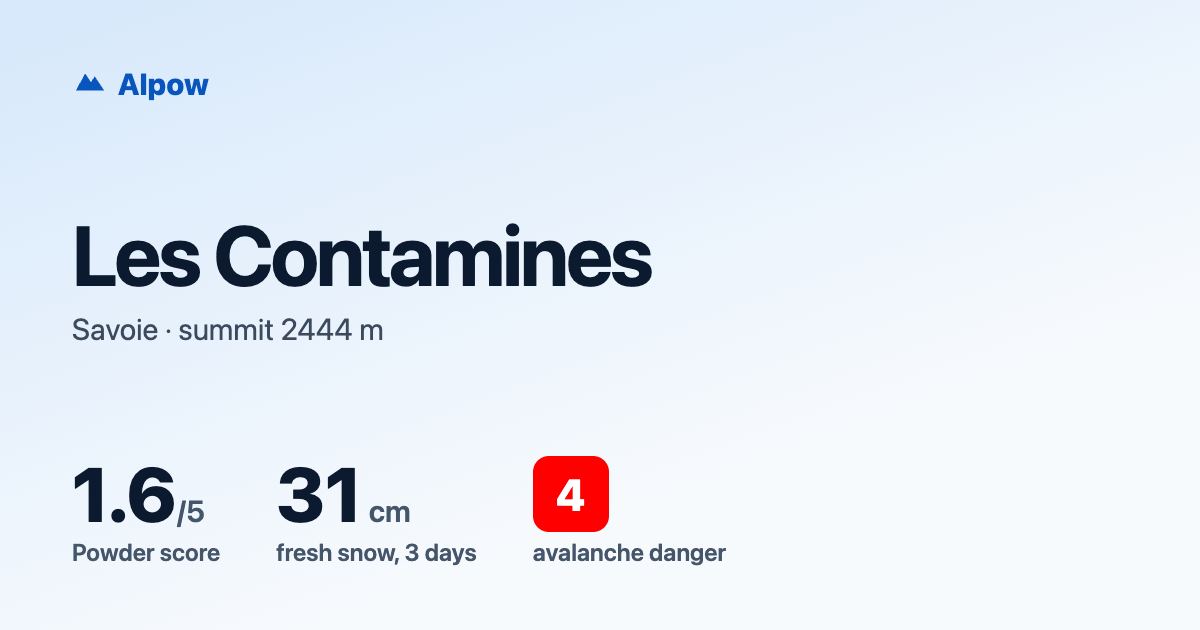 Alpow
Les Contamines
Savoie · summit 2444 m
1.6/5
Powder score
31 cm
fresh snow, 3 days
4
avalanche danger